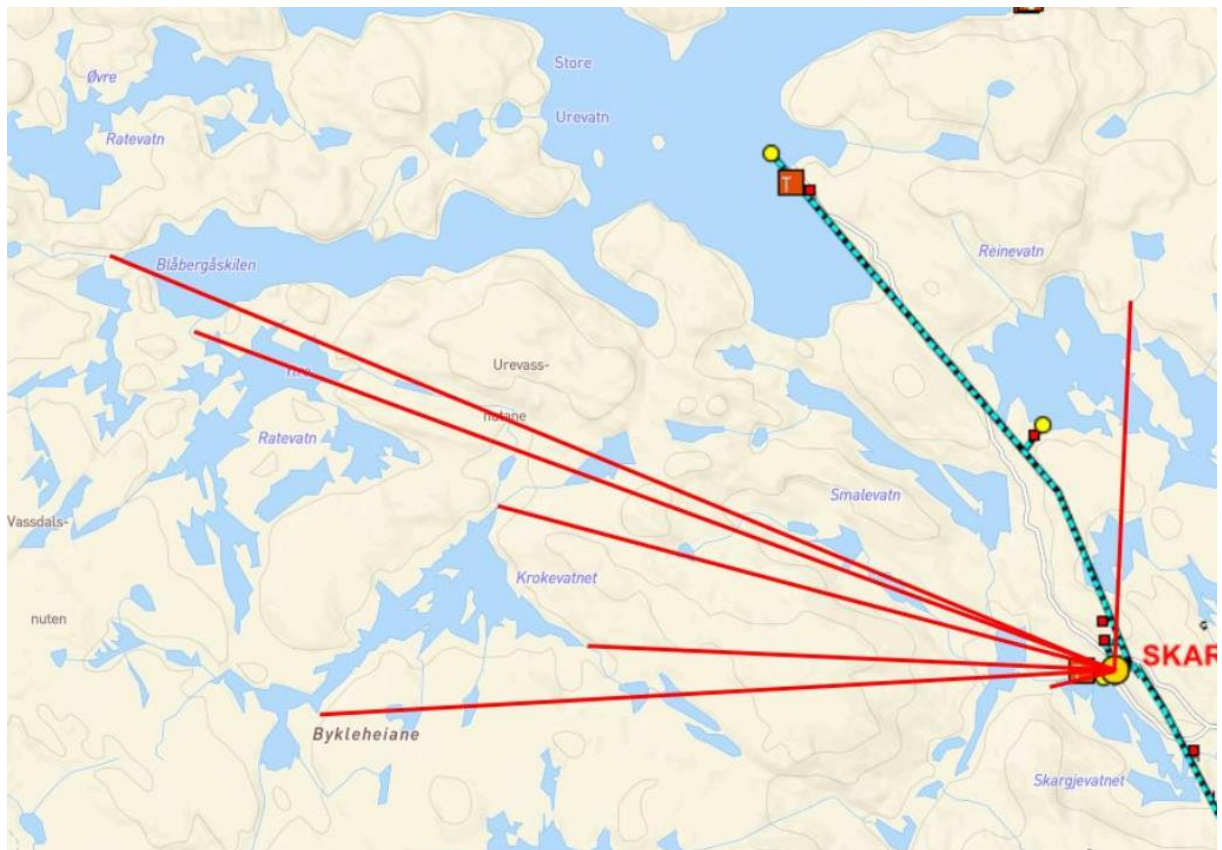 Store
Øvre
Urevatn
Ratevatn
T
Reinevatn
Blåbergåskilen
Urevass-
nutane
Ratevatn
Smalevatn
Vassdals-
Krokevatnet
nuten
SKAR
Bykleheiane
Skargjevatnet